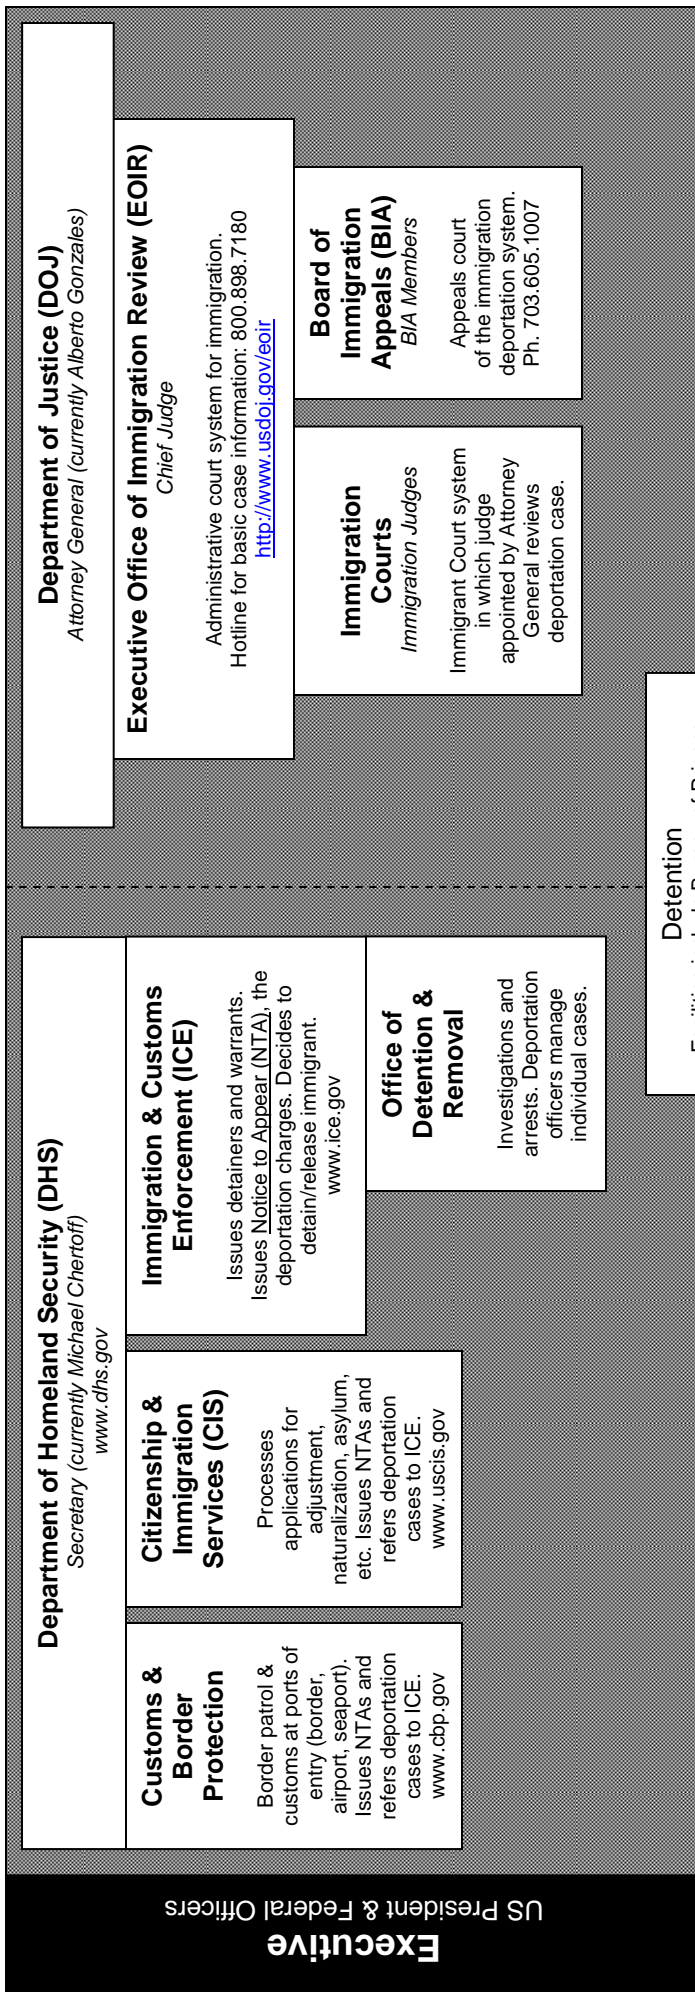 Executive
US President & Federal Officers
Department of Homeland Security (DHS)
Secretary (currently Michael Chertoff)
www.dhs.gov
Customs &
Border
Protection
Border patrol &
customs at ports of
entry (border,
airport, seaport).
Issues NTAs and
refers deportation
cases to ICE.
www.cbp.gov
Citizenship &
Immigration
Services (CIS)
Processes
applications for
adjustment,
naturalization, asylum,
etc. Issues NTAs and
refers deportation
cases to ICE.
www.uscis.gov
Immigration & Customs
Enforcement (ICE)
Issues detainers and warrants.
Issues Notice to Appear (NTA), the
deportation charges. Decides to
detain/release immigrant.
www.ice.gov
Office of
Detention &
Removal
Investigations and
arrests. Deportation
officers manage
individual cases.
Department of Justice (DOJ)
Attorney General (currently Alberto Gonzales)
Executive Office of Immigration Review (EOIR)
Chief Judge
Administrative court system for immigration.
Hotline for basic case information: 800.898.7180
http://www.usdoj.gov/eoir
Immigration
Courts
Immigration Judges
Immigrant Court system
in which judge
appointed by Attorney
General reviews
deportation case.
Board of
Immigration
Appeals (BIA)
BIA Members
Appeals court
of the immigration
deportation system.
Ph. 703.605.1007
Detention